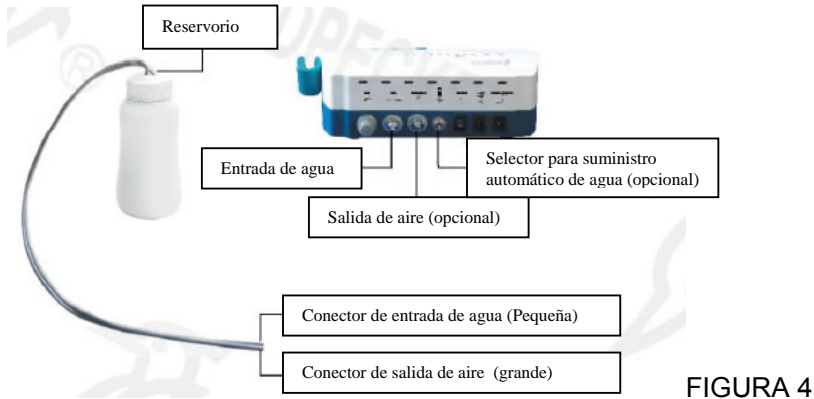 Reservorio
Entrada de agua
Selector para suministro
automático de agua (opcional)
Salida de aire (opcional)
Conector de entrada de agua (Pequeña)
Conector de salida de aire (grande)
FIGURA 4